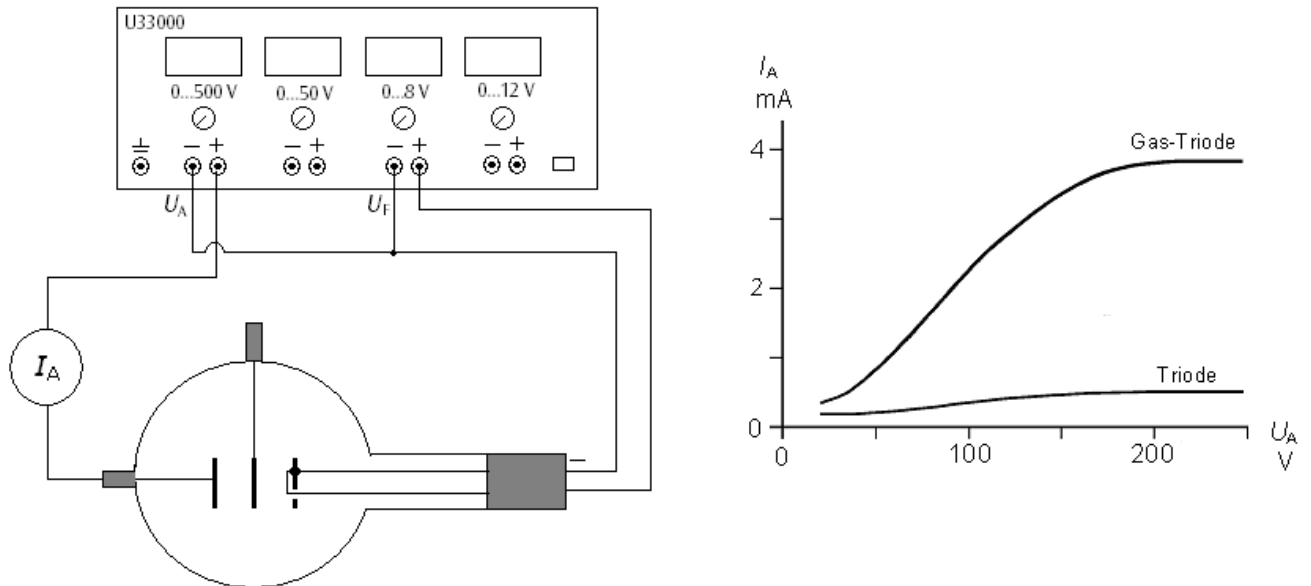 U33000
0...500 V 0...50 V 0...8 V 0...12 V
− + − + − + − +
U_A U_F
I_A
−
I_A
mA
4
Gas-Triode
2
Triode
0
0 100 200
U_A
V